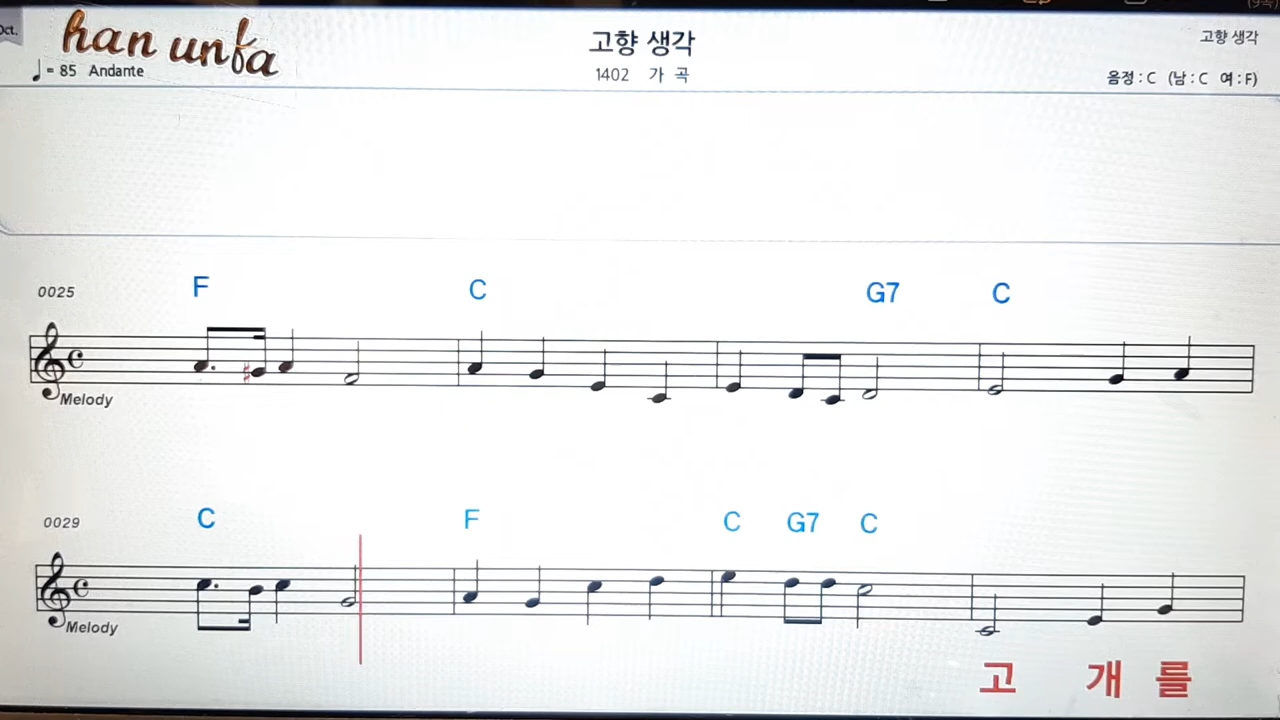 Oct.
han unfa
고향 생각
고향 생각
♩ = 85 Andante
1402 가 곡
음정 : C (남 : C 여 : F)
0025
F C G7 C
Melody
0029
C F C G7 C
Melody
고 개 를